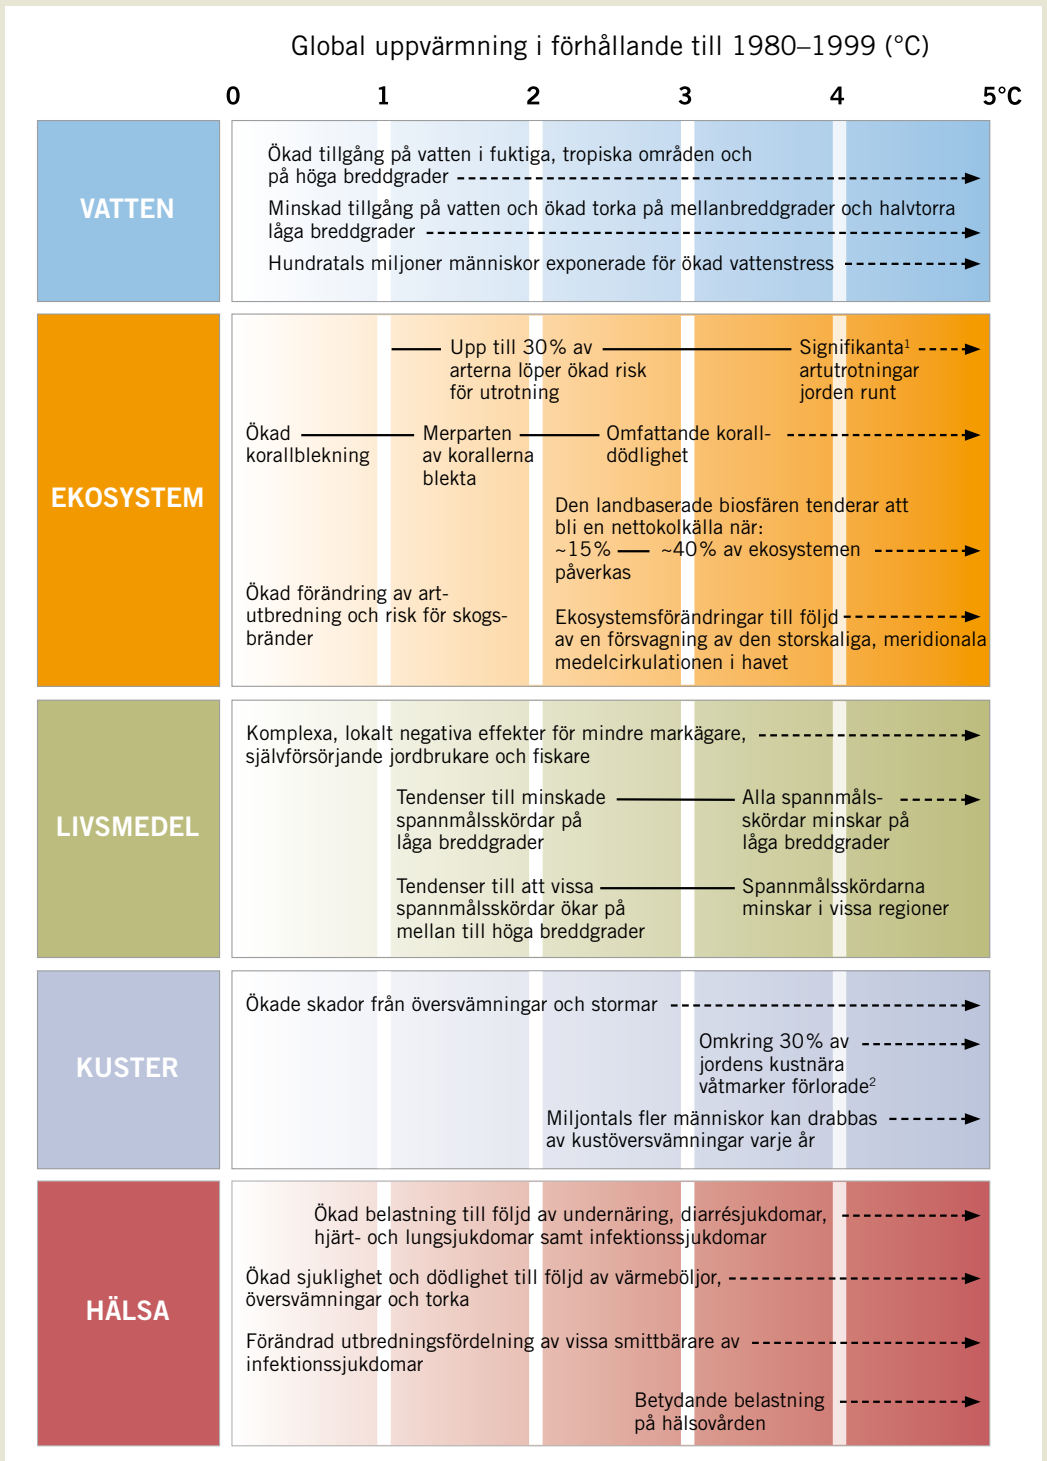 Global uppvärmning i förhållande till 1980–1999 (°C)
0 1 2 3 4 5°C
VATTEN
Ökad tillgång på vatten i fuktiga, tropiska områden och
på höga breddgrader
Minskad tillgång på vatten och ökad torka på mellanbreddgrader och halvtorra
låga breddgrader
Hundratals miljoner människor exponerade för ökad vattenstress
EKOSYSTEM
Upp till 30% av
arterna löper ökad risk
för utrotning
Signifikanta¹
artutrotningar
jorden runt
Ökad
korallblekning
Merparten
av korallerna
blekta
Omfattande korall-
dödlighet
Den landbaserade biosfären tenderar att
bli en nettokolkälla när:
~15% ~40% av ekosystemen
påverkas
Ökad förändring av art-
utbredning och risk för skogs-
bränder
Ekosystemsförändringar till följd
av en försvagning av den storskaliga, meridionala
medelcirkulationen i havet
LIVSMEDEL
Komplexa, lokalt negativa effekter för mindre markägare,
självförsörjande jordbrukare och fiskare
Tendenser till minskade
spannmålsskördar på
låga breddgrader
Alla spannmåls-
skördar minskar på
låga breddgrader
Tendenser till att vissa
spannmålsskördar ökar på
mellan till höga breddgrader
Spannmålsskördarna
minskar i vissa regioner
KUSTER
Ökade skador från översvämningar och stormar
Omkring 30% av
jordens kustnära
våtmarker förlorade²
Miljontals fler människor kan drabbas
av kustöversvämningar varje år
HÄLSA
Ökad belastning till följd av undernäring, diarrésjukdomar,
hjärt- och lungsjukdomar samt infektionssjukdomar
Ökad sjuklighet och dödlighet till följd av värmeböljor,
översvämningar och torka
Förändrad utbredningsfördelning av vissa smittbärare av
infektionssjukdomar
Betydande belastning
på hälsovården